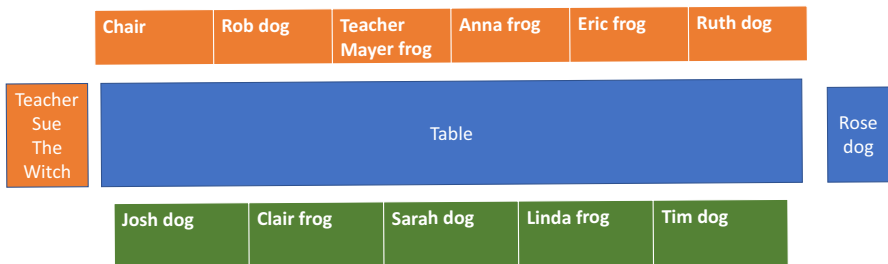 Chair
Rob dog
Teacher
Mayer frog
Anna frog
Eric frog
Ruth dog
Teacher
Sue
The
Witch
Table
Rose
dog
Josh dog
Clair frog
Sarah dog
Linda frog
Tim dog